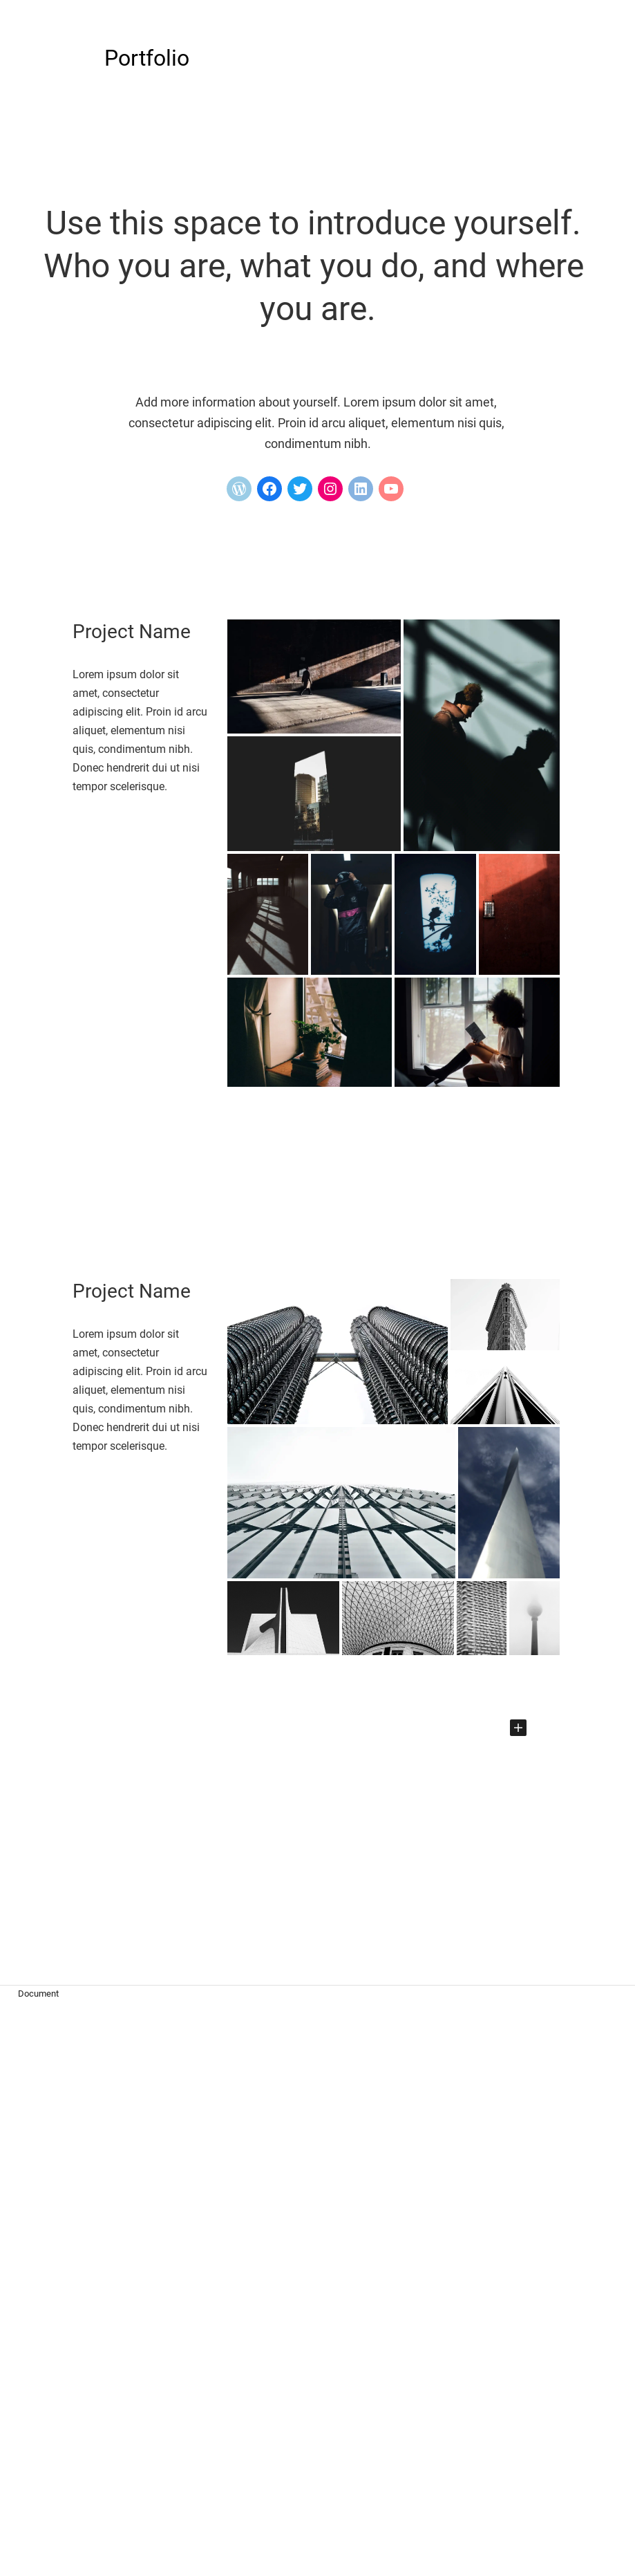 Portfolio
Use this space to introduce yourself.
Who you are, what you do, and where
you are.
Add more information about yourself. Lorem ipsum dolor sit amet,
consectetur adipiscing elit. Proin id arcu aliquet, elementum nisi quis,
condimentum nibh.
Project Name
Lorem ipsum dolor sit
amet, consectetur
adipiscing elit. Proin id arcu
aliquet, elementum nisi
quis, condimentum nibh.
Donec hendrerit dui ut nisi
tempor scelerisque.
Project Name
Lorem ipsum dolor sit
amet, consectetur
adipiscing elit. Proin id arcu
aliquet, elementum nisi
quis, condimentum nibh.
Donec hendrerit dui ut nisi
tempor scelerisque.
Document